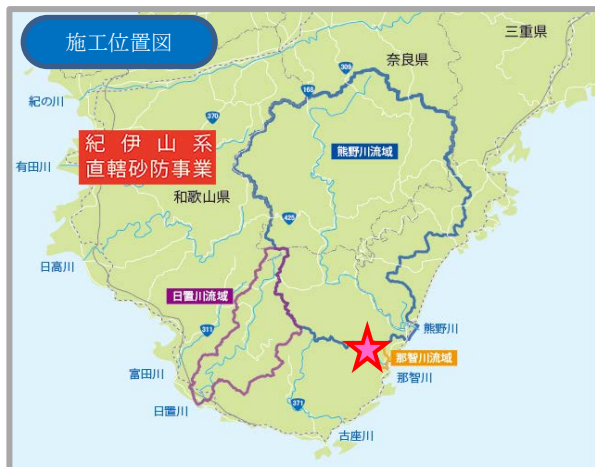 施工位置図
三重県
奈良県
309
168
紀の川
370
紀伊山系
直轄砂防事業
熊野川流域
有田川
和歌山県
425
日高川
日置川流域
311
熊野川
那智川流域
富田川
那智川
371
日置川
古座川